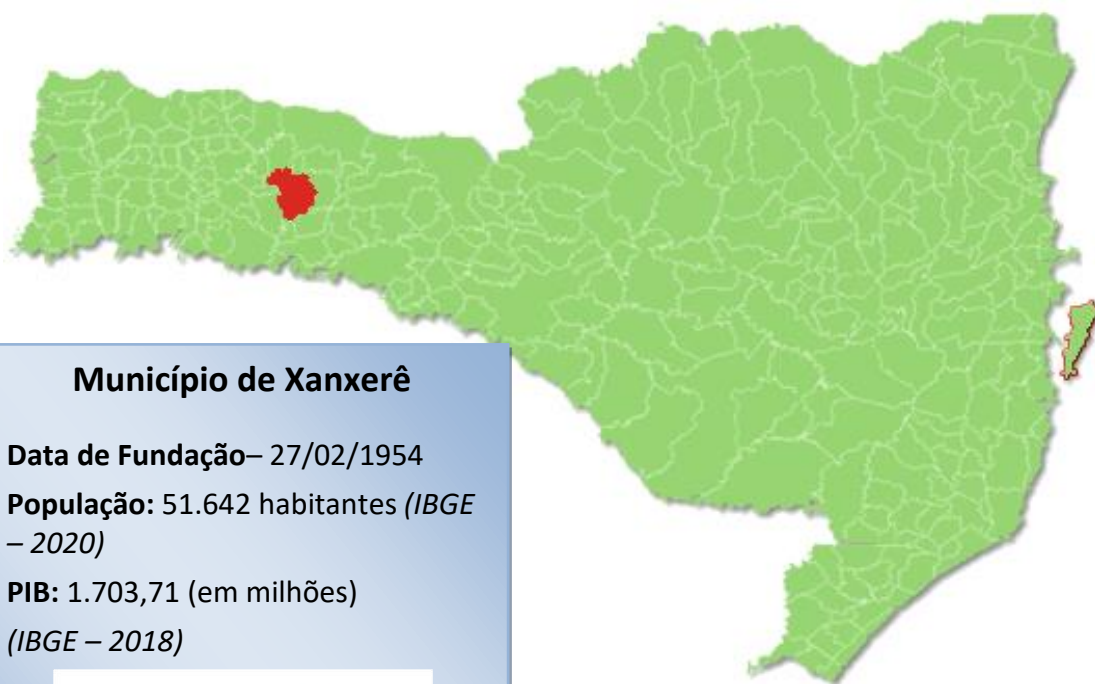 Município de Xanxerê
Data de Fundação– 27/02/1954
População: 51.642 habitantes (IBGE
– 2020)
PIB: 1.703,71 (em milhões)
(IBGE – 2018)